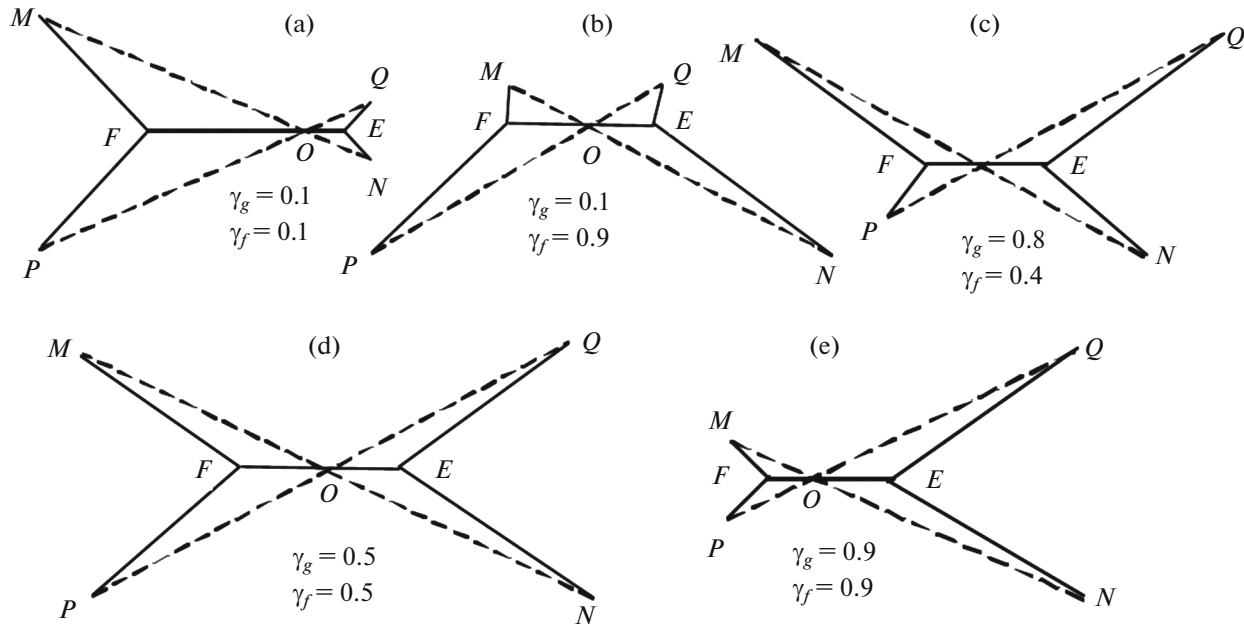 (a)
M
Q
F
E
O
N
P
γg = 0.1
γf = 0.1
(b)
M
Q
F
E
O
P
N
γg = 0.1
γf = 0.9
(c)
M
Q
F
E
P
N
γg = 0.8
γf = 0.4
(d)
M
Q
F
E
O
P
N
γg = 0.5
γf = 0.5
(e)
M
Q
F
E
O
P
N
γg = 0.9
γf = 0.9